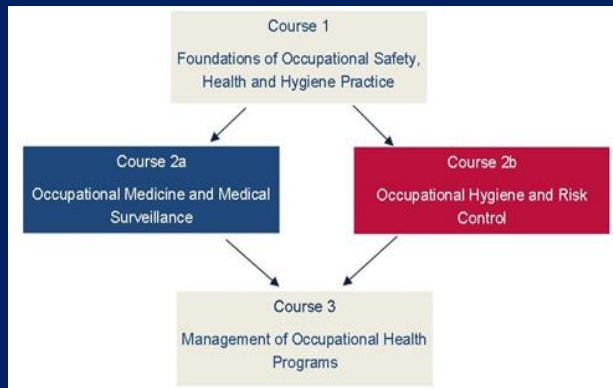 Course 1
Foundations of Occupational Safety,
Health and Hygiene Practice
Course 2a
Occupational Medicine and Medical
Surveillance
Course 2b
Occupational Hygiene and Risk
Control
Course 3
Management of Occupational Health
Programs